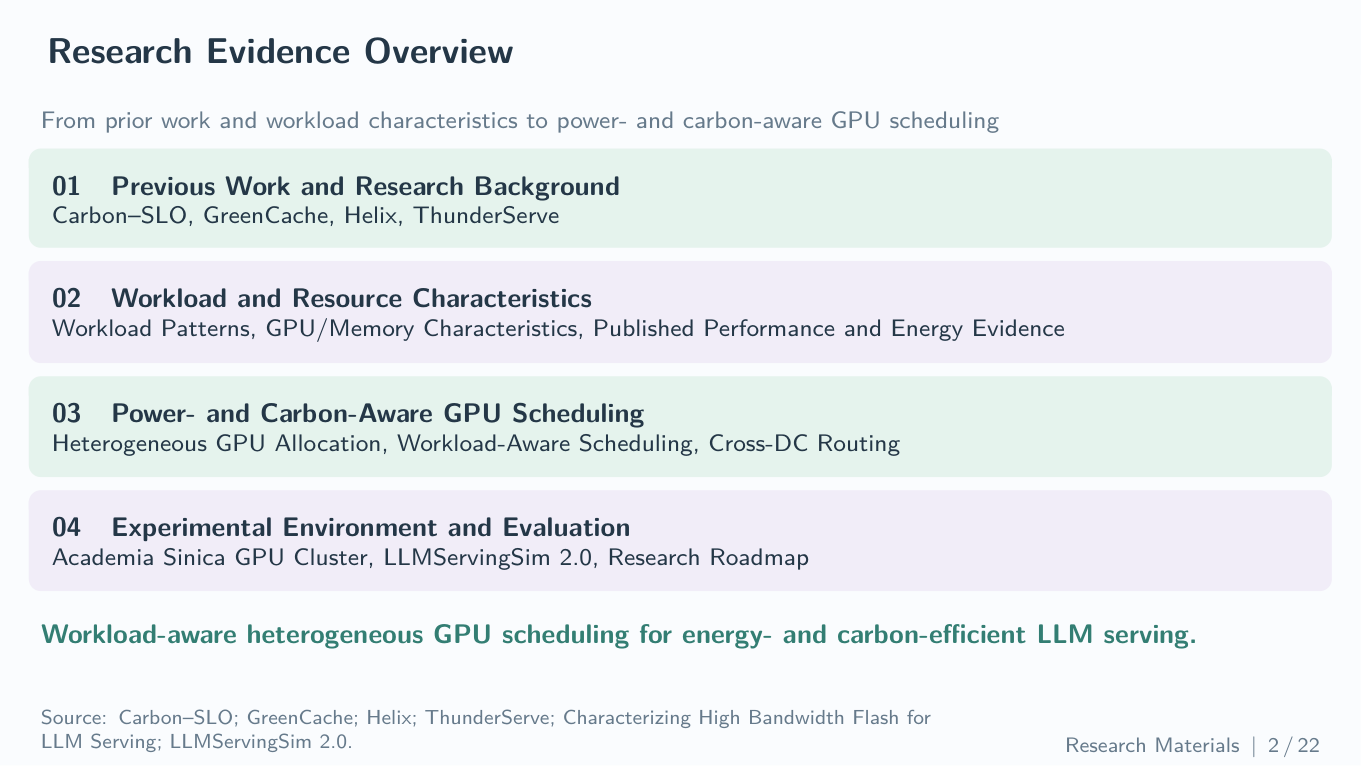 Research Evidence Overview
From prior work and workload characteristics to power- and carbon-aware GPU scheduling
01 Previous Work and Research Background
Carbon–SLO, GreenCache, Helix, ThunderServe
02 Workload and Resource Characteristics
Workload Patterns, GPU/Memory Characteristics, Published Performance and Energy Evidence
03 Power- and Carbon-Aware GPU Scheduling
Heterogeneous GPU Allocation, Workload-Aware Scheduling, Cross-DC Routing
04 Experimental Environment and Evaluation
Academia Sinica GPU Cluster, LLMServingSim 2.0, Research Roadmap
Workload-aware heterogeneous GPU scheduling for energy- and carbon-efficient LLM serving.
Source: Carbon–SLO; GreenCache; Helix; ThunderServe; Characterizing High Bandwidth Flash for
LLM Serving; LLMServingSim 2.0.
Research Materials | 2 / 22